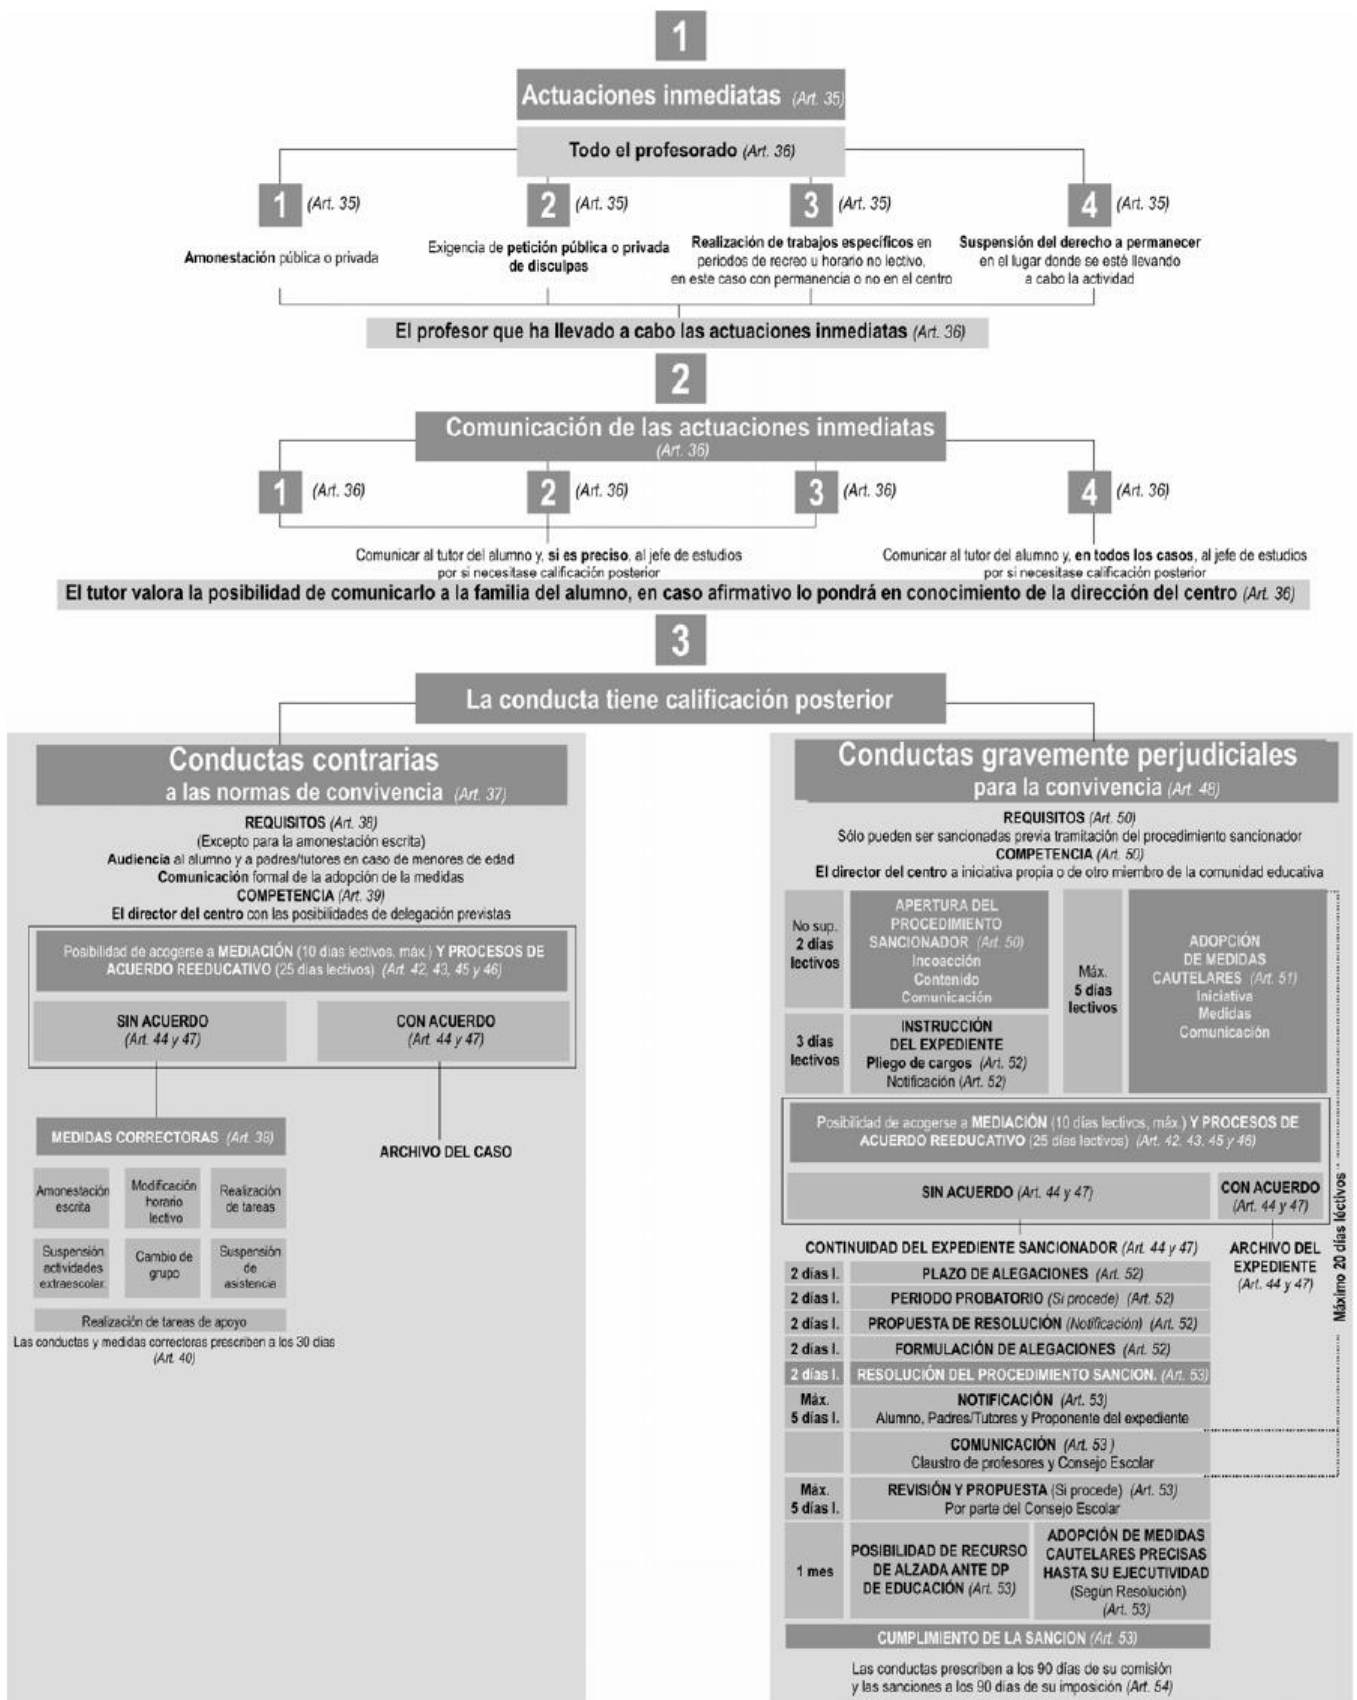 1
Actuaciones inmediatas (Art. 35)
Todo el profesorado (Art. 36)
1 (Art. 35)
Amonestación pública o privada
2 (Art. 35)
Exigencia de petición pública o privada
de disculpas
3 (Art. 35)
Realización de trabajos específicos en
periodos de recreo u horario no lectivo,
en este caso con permanencia o no en el centro
4 (Art. 35)
Suspensión del derecho a permanecer
en el lugar donde se esté llevando
a cabo la actividad
El profesor que ha llevado a cabo las actuaciones inmediatas (Art. 36)
2
Comunicación de las actuaciones inmediatas
(Art. 36)
1 (Art. 36)
2 (Art. 36)
3 (Art. 36)
4 (Art. 36)
Comunicar al tutor del alumno y, si es preciso, al jefe de estudios
por si necesitase calificación posterior
Comunicar al tutor del alumno y, en todos los casos, al jefe de estudios
por si necesitase calificación posterior
El tutor valora la posibilidad de comunicarlo a la familia del alumno, en caso afirmativo lo pondrá en conocimiento de la dirección del centro (Art. 36)
3
La conducta tiene calificación posterior
Conductas contrarias
a las normas de convivencia (Art. 37)
REQUISITOS (Art. 38)
(Excepto para la amonestación escrita)
Audiencia al alumno y a padres/tutores en caso de menores de edad
Comunicación formal de la adopción de la medidas
COMPETENCIA (Art. 39)
El director del centro con las posibilidades de delegación previstas
Posibilidad de acogerse a MEDIACIÓN (10 días lectivos, máx.) Y PROCESOS DE
ACUERDO REEDUCATIVO (25 días lectivos) (Art. 42, 43, 45 y 46)
SIN ACUERDO
(Art. 44 y 47)
CON ACUERDO
(Art. 44 y 47)
MEDIDAS CORRECTORAS (Art. 38)
ARCHIVO DEL CASO
Amonestación
escrita
Modificación
horario
lectivo
Realización
de tareas
Suspensión
actividades
extraescolar.
Cambio de
grupo
Suspensión
de
asistencia
Realización de tareas de apoyo
Las conductas y medidas correctoras prescriben a los 30 días
(Art. 40)
Conductas gravemente perjudiciales
para la convivencia (Art. 48)
REQUISITOS (Art. 50)
Sólo pueden ser sancionadas previa tramitación del procedimiento sancionador
COMPETENCIA (Art. 50)
El director del centro a iniciativa propia o de otro miembro de la comunidad educativa
No sup.
2 días
lectivos
APERTURA DEL
PROCEDIMIENTO
SANCIONADOR (Art. 50)
Incoacción
Contenido
Comunicación
Máx.
5 días
lectivos
ADOPCIÓN
DE MEDIDAS
CAUTELARES (Art. 51)
Iniciativa
Medidas
Comunicación
3 días
lectivos
INSTRUCCIÓN
DEL EXPEDIENTE
Pliego de cargos (Art. 52)
Notificación (Art. 52)
Posibilidad de acogerse a MEDIACIÓN (10 días lectivos, máx.) Y PROCESOS DE
ACUERDO REEDUCATIVO (25 días lectivos) (Art. 42, 43, 45 y 46)
SIN ACUERDO (Art. 44 y 47)
CON ACUERDO
(Art. 44 y 47)
CONTINUIDAD DEL EXPEDIENTE SANCIONADOR (Art. 44 y 47)
ARCHIVO DEL
EXPEDIENTE
(Art. 44 y 47)
Máximo 20 días léctivos
2 días l. PLAZO DE ALEGACIONES (Art. 52)
2 días l. PERIODO PROBATORIO (Si procede) (Art. 52)
2 días l. PROPUESTA DE RESOLUCIÓN (Notificación) (Art. 52)
2 días l. FORMULACIÓN DE ALEGACIONES (Art. 52)
2 días l. RESOLUCIÓN DEL PROCEDIMIENTO SANCION. (Art. 53)
Máx.
5 días l.
NOTIFICACIÓN (Art. 53)
Alumno, Padres/Tutores y Proponente del expediente
COMUNICACIÓN (Art. 53 )
Claustro de profesores y Consejo Escolar
Máx.
5 días l.
REVISIÓN Y PROPUESTA (Si procede) (Art. 53)
Por parte del Consejo Escolar
1 mes
POSIBILIDAD DE RECURSO
DE ALZADA ANTE DP
DE EDUCACIÓN (Art. 53)
ADOPCIÓN DE MEDIDAS
CAUTELARES PRECISAS
HASTA SU EJECUTIVIDAD
(Según Resolución)
(Art. 53)
CUMPLIMIENTO DE LA SANCION (Art. 53)
Las conductas prescriben a los 90 días de su comisión
y las sanciones a los 90 días de su imposición (Art. 54)